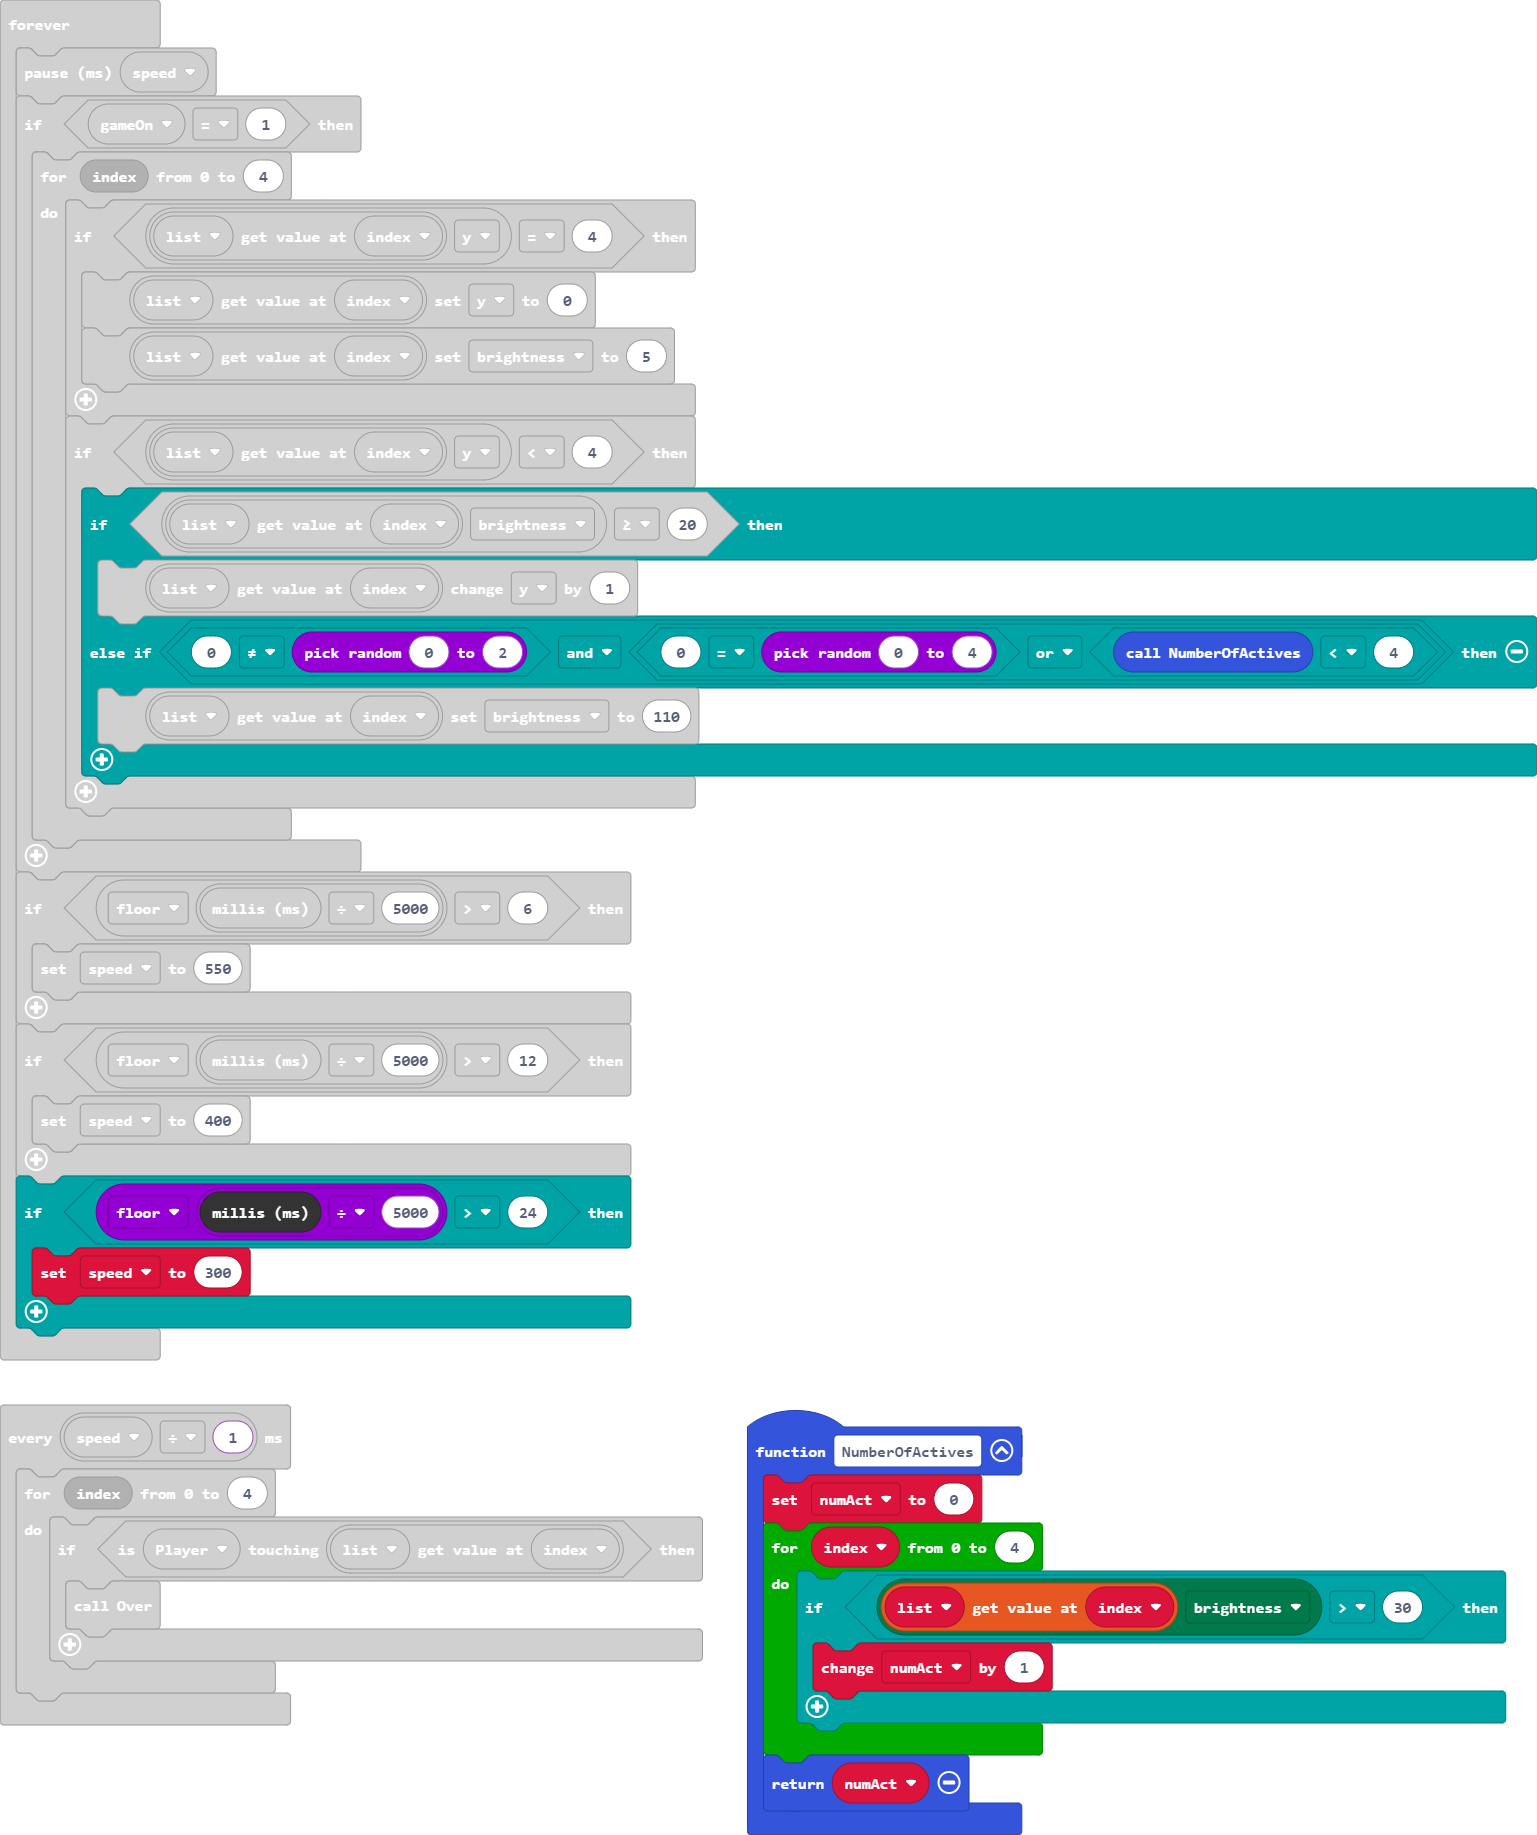 forever
pause (ms) speed
if gameOn = 1 then
for index from 0 to 4
do
if list get value at index y = 4 then
list get value at index set y to 0
list get value at index set brightness to 5
if list get value at index y < 4 then
if list get value at index brightness ≥ 20 then
list get value at index change y by 1
else if 0 ≠ pick random 0 to 2 and 0 = pick random 0 to 4 or call NumberOfActives < 4 then
list get value at index set brightness to 110
if floor millis (ms) ÷ 5000 > 6 then
set speed to 550
if floor millis (ms) ÷ 5000 > 12 then
set speed to 400
if floor millis (ms) ÷ 5000 > 24 then
set speed to 300
every speed ÷ 1 ms
for index from 0 to 4
do
if is Player touching list get value at index then
call Over
function NumberOfActives
set numAct to 0
for index from 0 to 4
do
if list get value at index brightness > 30 then
change numAct by 1
return numAct